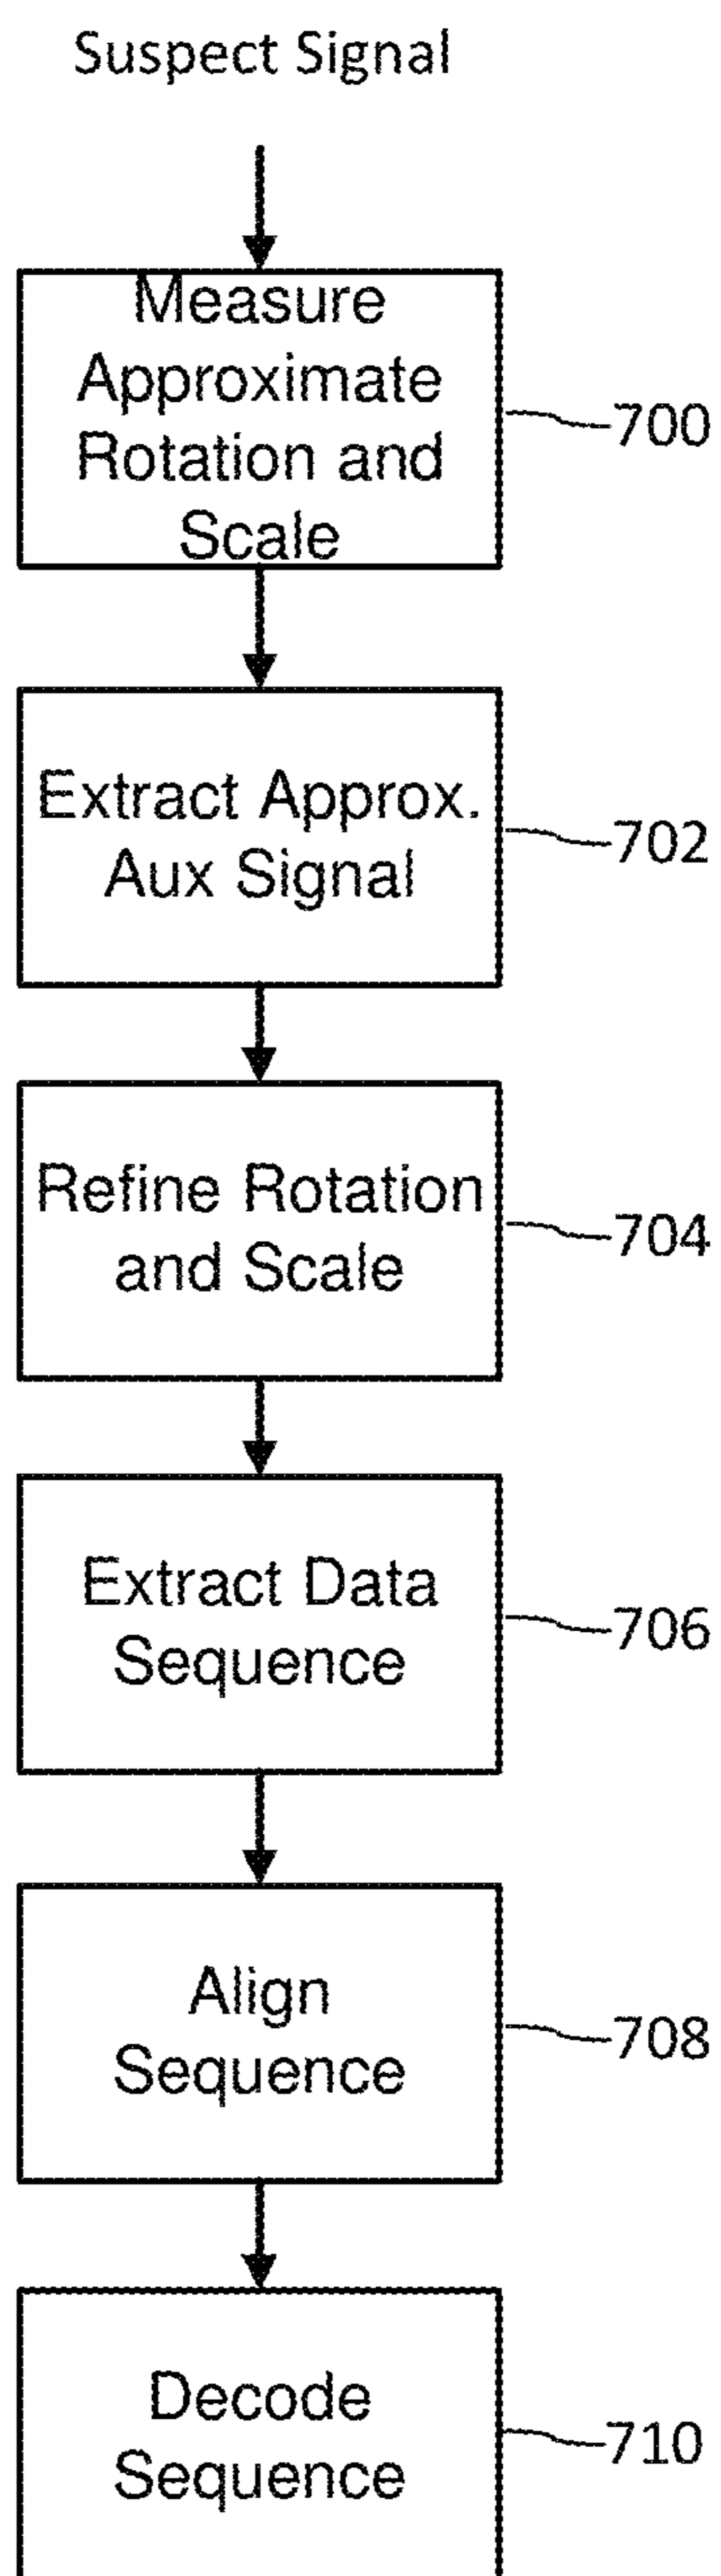 Suspect Signal
Measure
Approximate
Rotation and
Scale
700
Extract Approx.
Aux Signal
702
Refine Rotation
and Scale
704
Extract Data
Sequence
706
Align
Sequence
708
Decode
Sequence
710